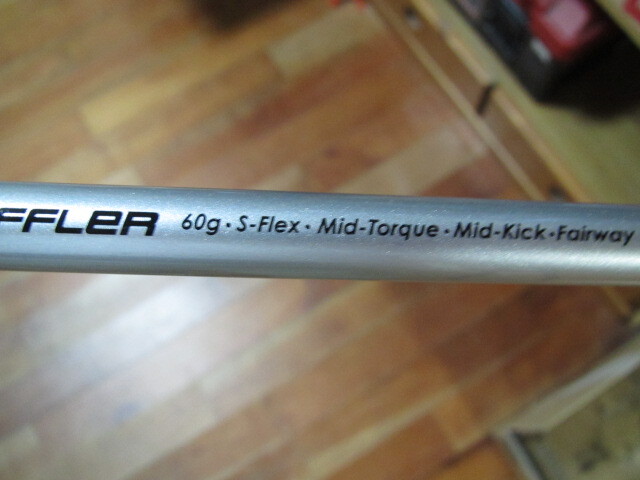 FFLER 60g • S-Flex • Mid-Torque • Mid-Kick • Fairway